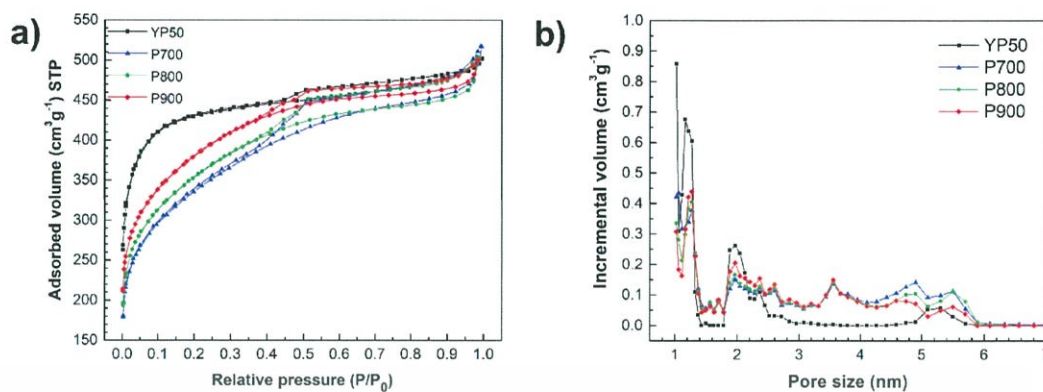 a)
YP50
P700
P800
P900
Adsorbed volume (cm³g⁻¹) STP
550
500
450
400
350
300
250
200
150
0.0 0.1 0.2 0.3 0.4 0.5 0.6 0.7 0.8 0.9 1.0
Relative pressure (P/P₀)
b)
YP50
P700
P800
P900
Incremental volume (cm³g⁻¹)
1.0
0.9
0.8
0.7
0.6
0.5
0.4
0.3
0.2
0.1
0.0
1 2 3 4 5 6 7
Pore size (nm)